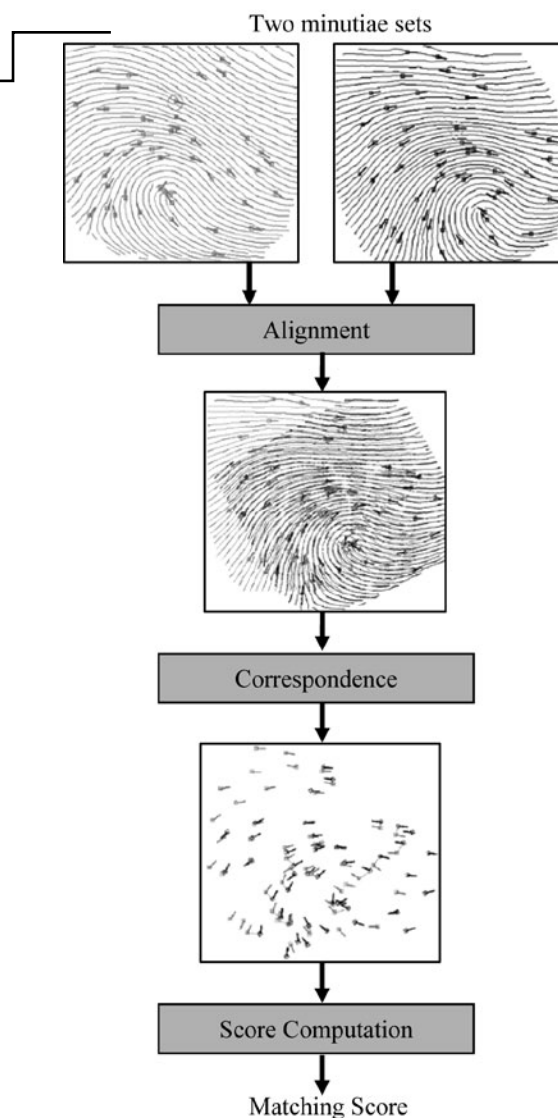 Two minutiae sets
Alignment
Correspondence
Score Computation
Matching Score